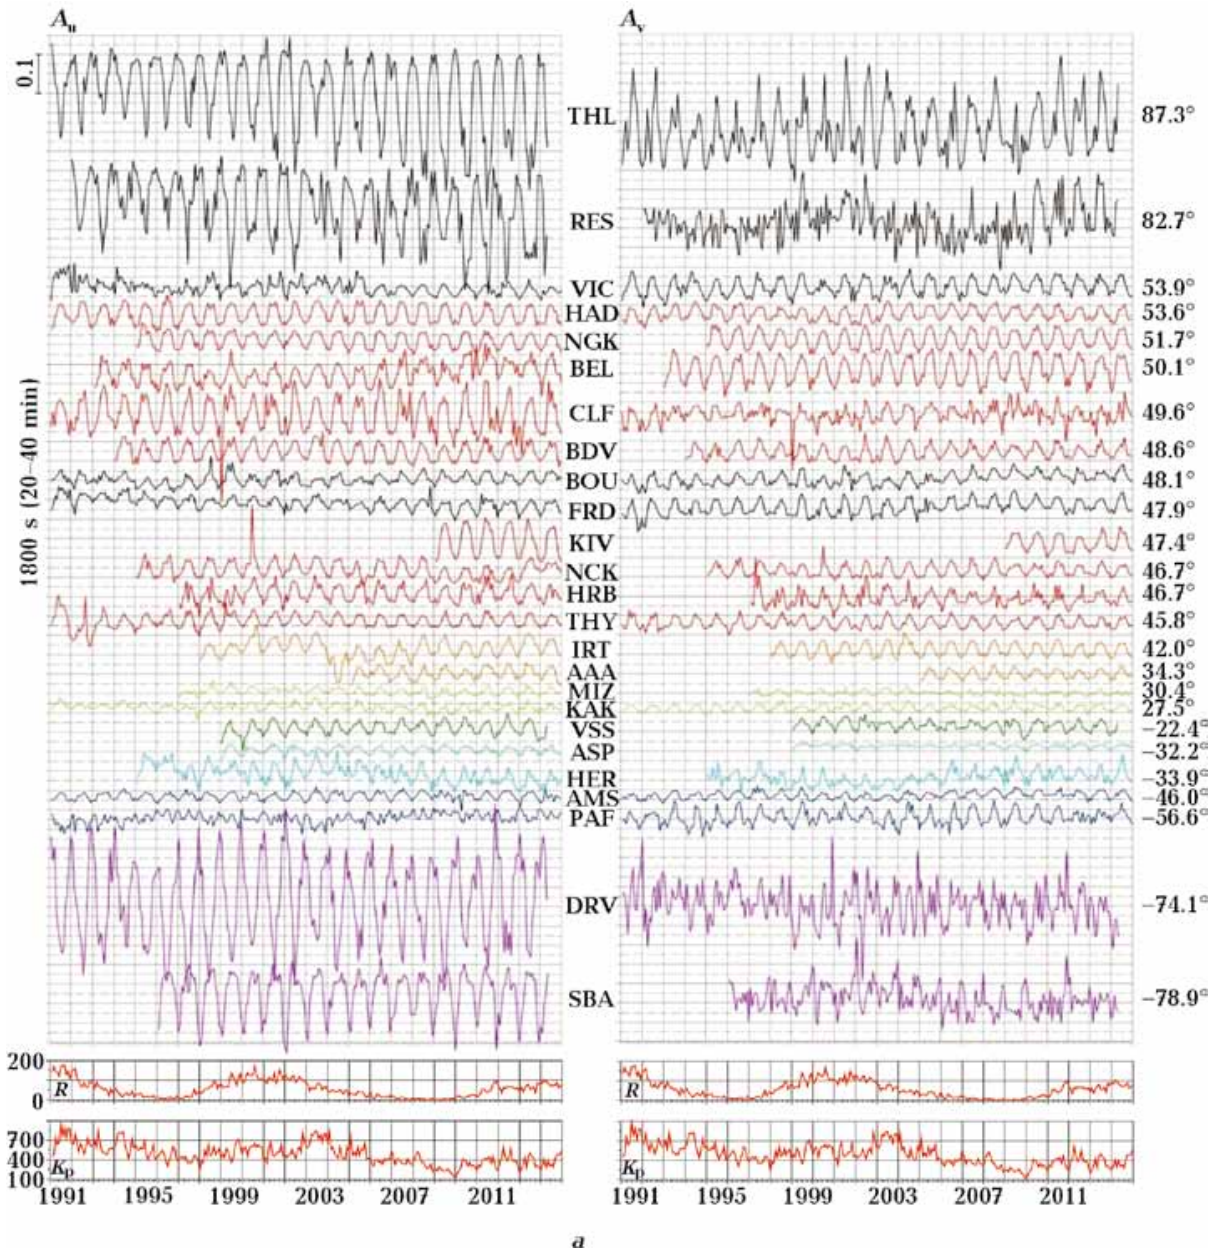 A_u A_v
0.1
1800 s (20–40 min)
THL 87.3°
RES 82.7°
VIC 53.9°
HAD 53.6°
NGK 51.7°
BEL 50.1°
CLF 49.6°
BDV 48.6°
BOU 48.1°
FRD 47.9°
KIV 47.4°
NCK 46.7°
HRB 46.7°
THY 45.8°
IRT 42.0°
AAA 34.3°
MIZ 30.4°
KAK 27.5°
VSS –22.4°
ASP –32.2°
HER –33.9°
AMS –46.0°
PAF –56.6°
DRV –74.1°
SBA –78.9°
200
0 R R
700
400
100 K_p K_p
1991 1995 1999 2003 2007 2011 1991 1995 1999 2003 2007 2011
a